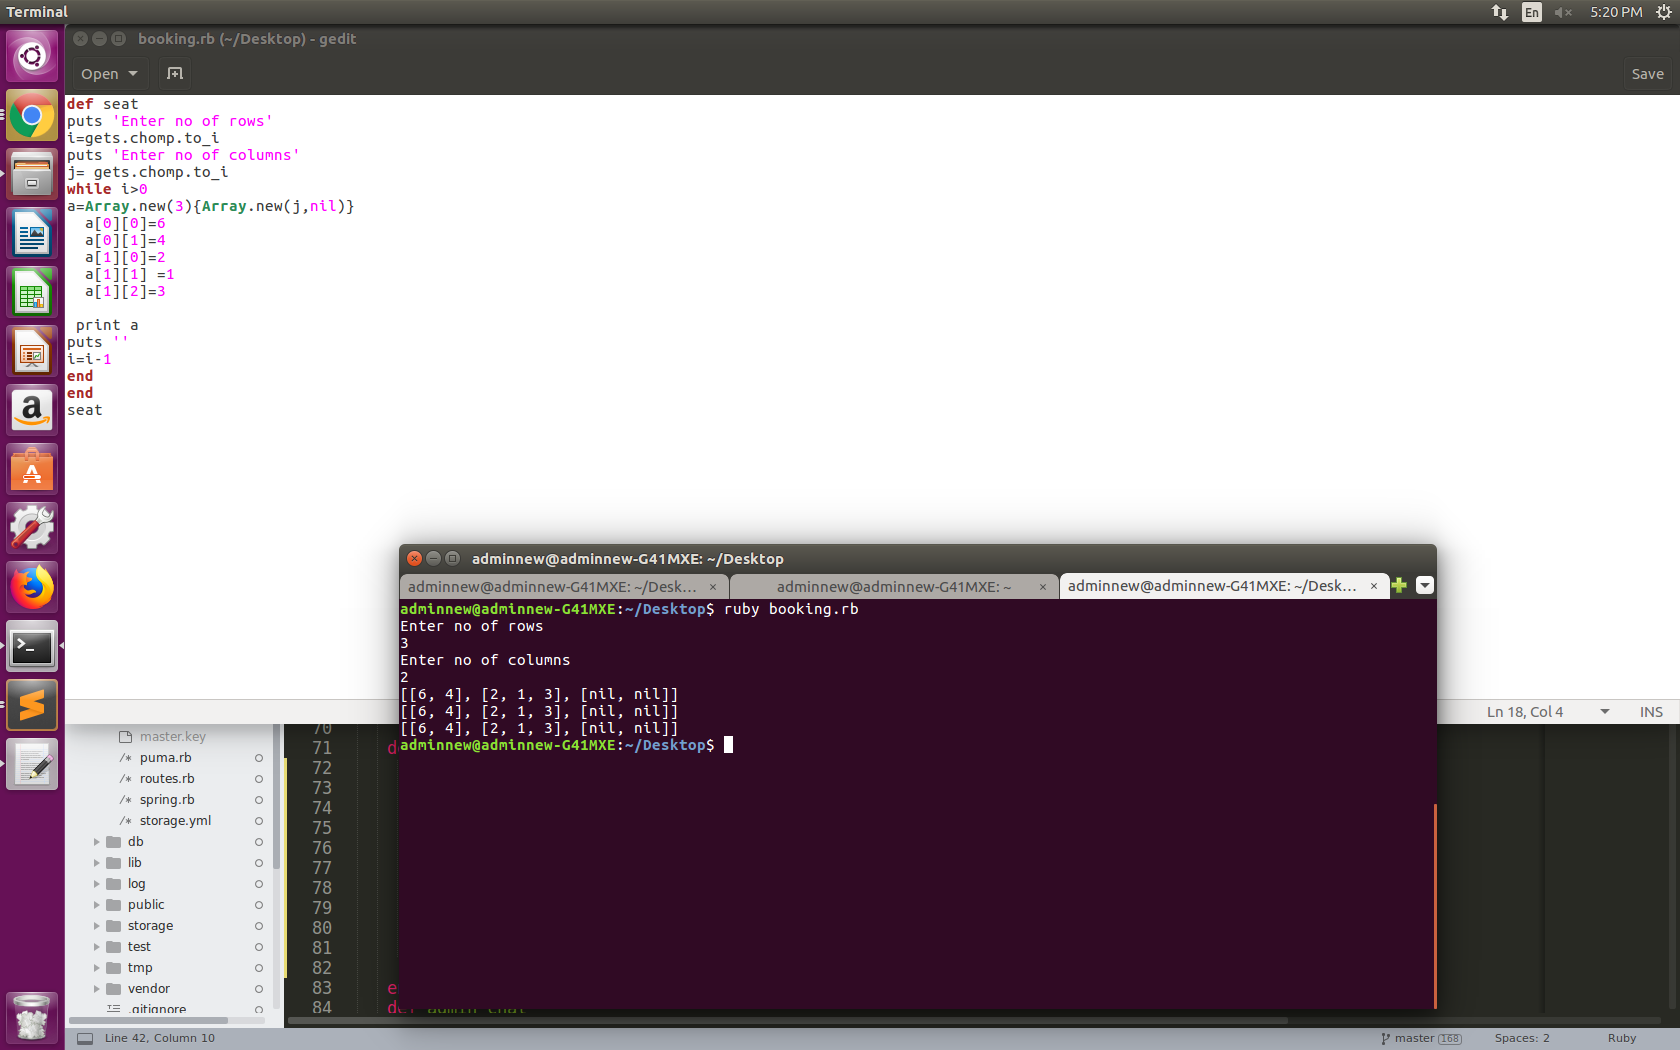 Terminal
En
5:20 PM
booking.rb (~/Desktop) - gedit
Open
Save
def seat
puts 'Enter no of rows'
i=gets.chomp.to_i
puts 'Enter no of columns'
j= gets.chomp.to_i
while i>0
a=Array.new(3){Array.new(j,nil)}
  a[0][0]=6
  a[0][1]=4
  a[1][0]=2
  a[1][1] =1
  a[1][2]=3
 print a
puts ''
i=i-1
end
end
seat
Ln 18, Col 4
INS
adminnew@adminnew-G41MXE: ~/Desktop
adminnew@adminnew-G41MXE: ~/Desk...
adminnew@adminnew-G41MXE: ~
adminnew@adminnew-G41MXE: ~/Desk...
adminnew@adminnew-G41MXE:~/Desktop$ ruby booking.rb
Enter no of rows
3
Enter no of columns
2
[[6, 4], [2, 1, 3], [nil, nil]]
[[6, 4], [2, 1, 3], [nil, nil]]
[[6, 4], [2, 1, 3], [nil, nil]]
adminnew@adminnew-G41MXE:~/Desktop$
master.key
/* puma.rb
/* routes.rb
/* spring.rb
/* storage.yml
db
lib
log
public
storage
test
tmp
vendor
.gitignore
70
71
72
73
74
75
76
77
78
79
80
81
82
83
84
Line 42, Column 10
master 168
Spaces: 2
Ruby